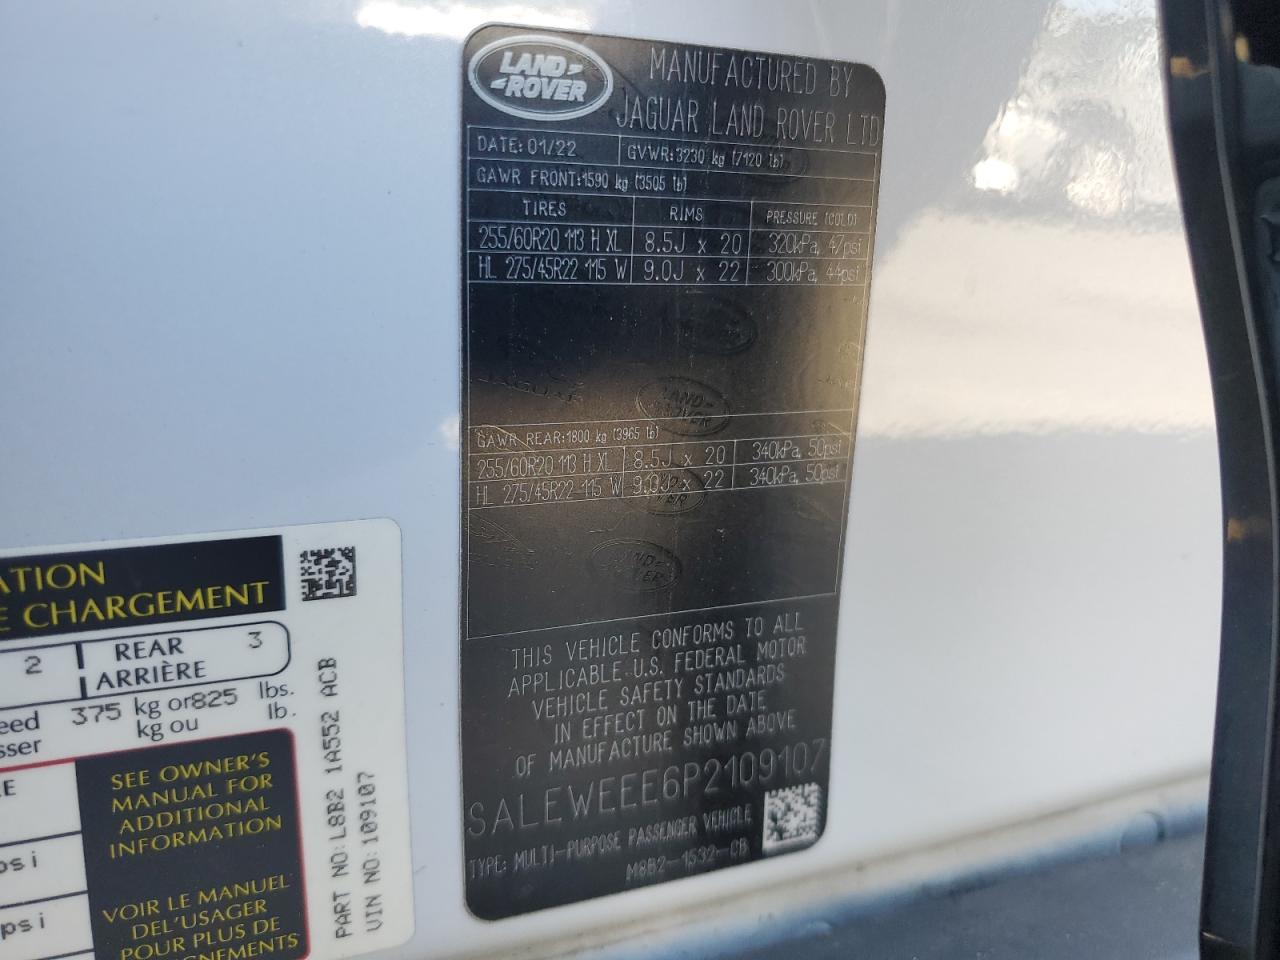 LAND ROVER
MANUFACTURED BY
JAGUAR LAND ROVER LTD
DATE: 01/22 GVWR:3230 kg (7120 lb)
GAWR FRONT:1590 kg (3505 lb)
TIRES RIMS PRESSURE (COLD)
255/60R20 113 H XL 8.5J x 20 320kPa, 47psi
HL 275/45R22 115 W 9.0J x 22 300kPa, 44psi
GAWR REAR:1800 kg (3965 lb)
255/60R20 113 H XL 8.5J x 20 340kPa, 50psi
HL 275/45R22 115 W 9.0J x 22 340kPa, 50psi
THIS VEHICLE CONFORMS TO ALL
APPLICABLE U.S. FEDERAL MOTOR
VEHICLE SAFETY STANDARDS
IN EFFECT ON THE DATE
OF MANUFACTURE SHOWN ABOVE
SALEWEEE6P2109107
TYPE: MULTI-PURPOSE PASSENGER VEHICLE
M8B2-1532-CB
ATION
E CHARGEMENT
2 REAR 3
ARRIÈRE
eed 375 kg or 825 lbs.
sser kg ou lb.
E
SEE OWNER'S
MANUAL FOR
ADDITIONAL
INFORMATION
psi
VOIR LE MANUEL
DEL'USAGER
POUR PLUS DE
GNEMENTS
psi
PART NO:L8B2 1A552 ACB
VIN NO:109107